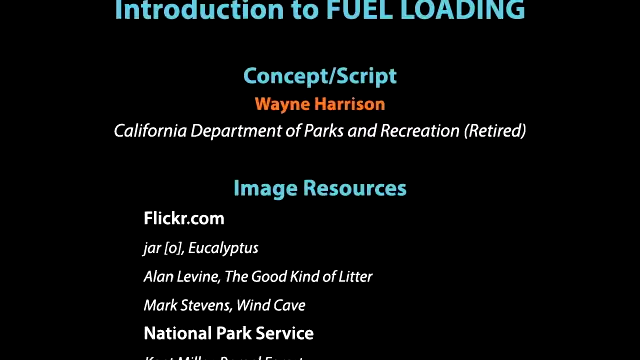 Introduction to FUEL LOADING
Concept/Script
Wayne Harrison
California Department of Parks and Recreation (Retired)
Image Resources
Flickr.com
jar [o], Eucalyptus
Alan Levine, The Good Kind of Litter
Mark Stevens, Wind Cave
National Park Service